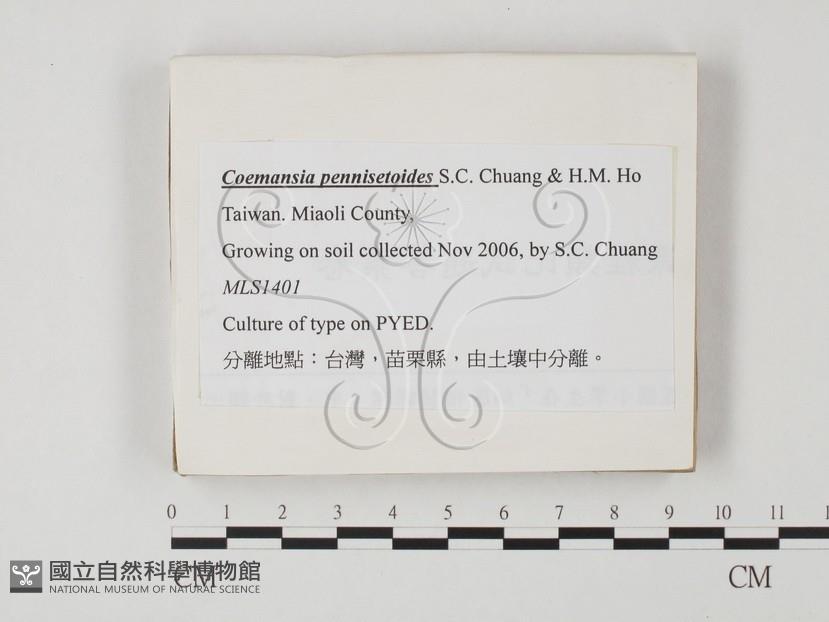 Coemansia pennisetoides S.C. Chuang & H.M. Ho
Taiwan. Miaoli County,
Growing on soil collected Nov 2006, by S.C. Chuang
MLS1401
Culture of type on PYED.
分離地點：台灣，苗栗縣，由土壤中分離。
0 1 2 3 4 5 6 7 8 9 10 11
CM CM
國立自然科學博物館
NATIONAL MUSEUM OF NATURAL SCIENCE